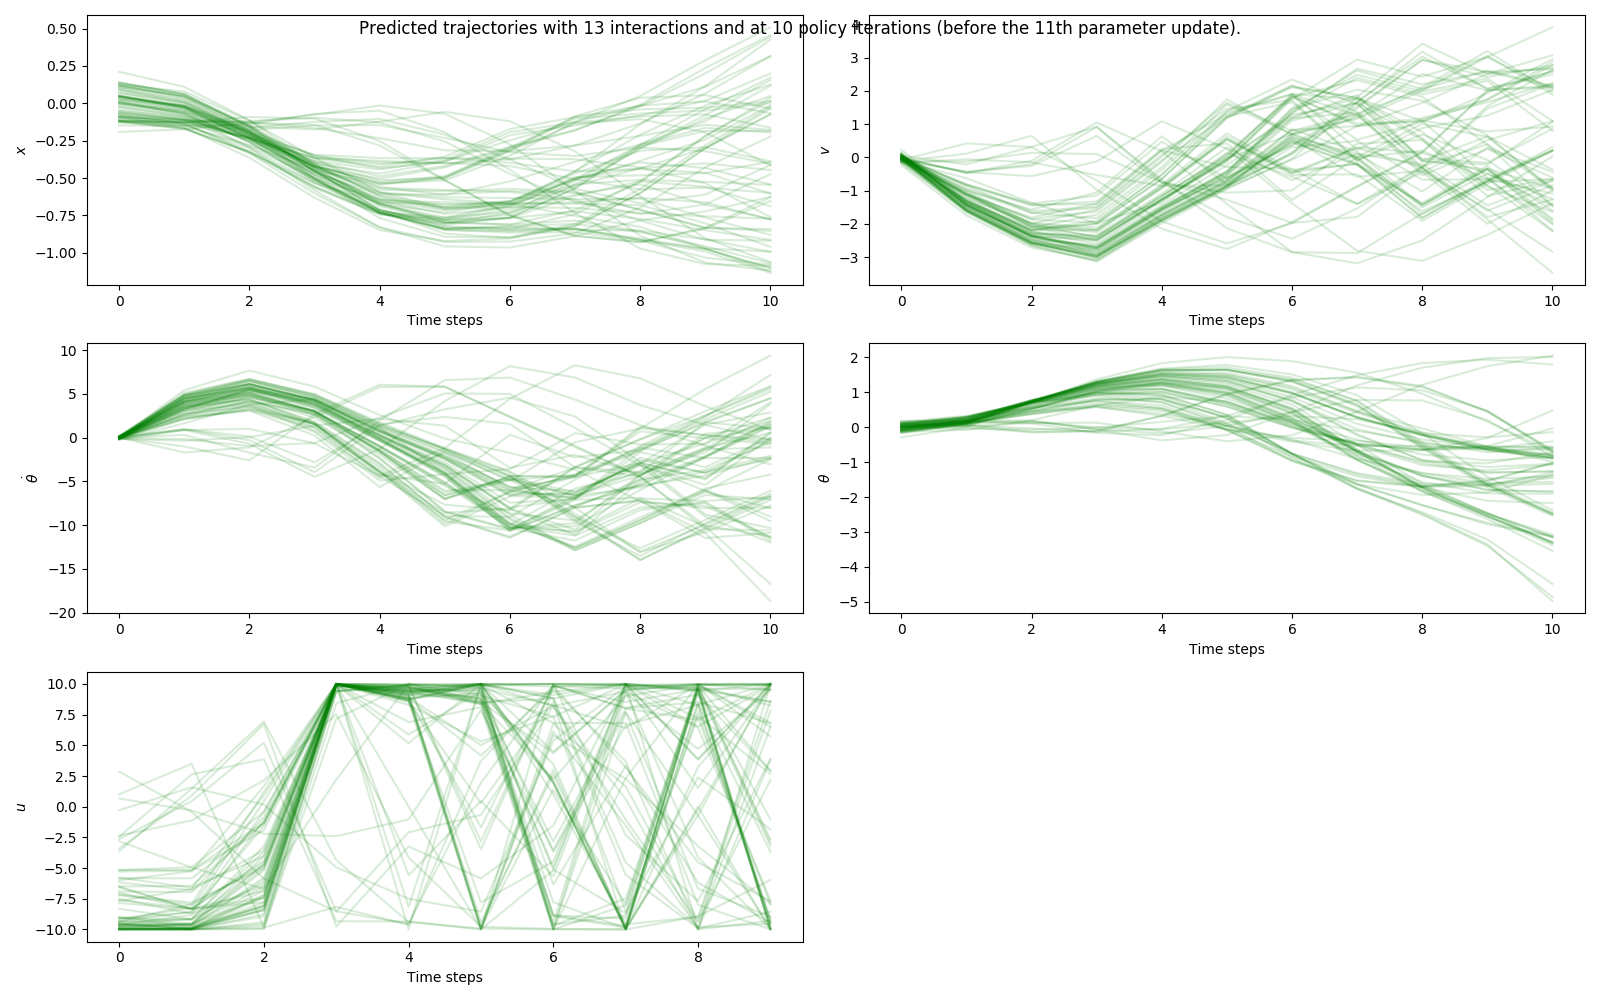 Predicted trajectories with 13 interactions and at 10 policy iterations (before the 11th parameter update).
0.50
0.25
0.00
−0.25
−0.50
−0.75
−1.00
x
0 2 4 6 8 10
Time steps
4
3
2
1
0
−1
−2
−3
v
0 2 4 6 8 10
Time steps
10
5
0
−5
−10
−15
−20
θ̇
0 2 4 6 8 10
Time steps
2
1
0
−1
−2
−3
−4
−5
θ
0 2 4 6 8 10
Time steps
10.0
7.5
5.0
2.5
0.0
−2.5
−5.0
−7.5
−10.0
u
0 2 4 6 8
Time steps